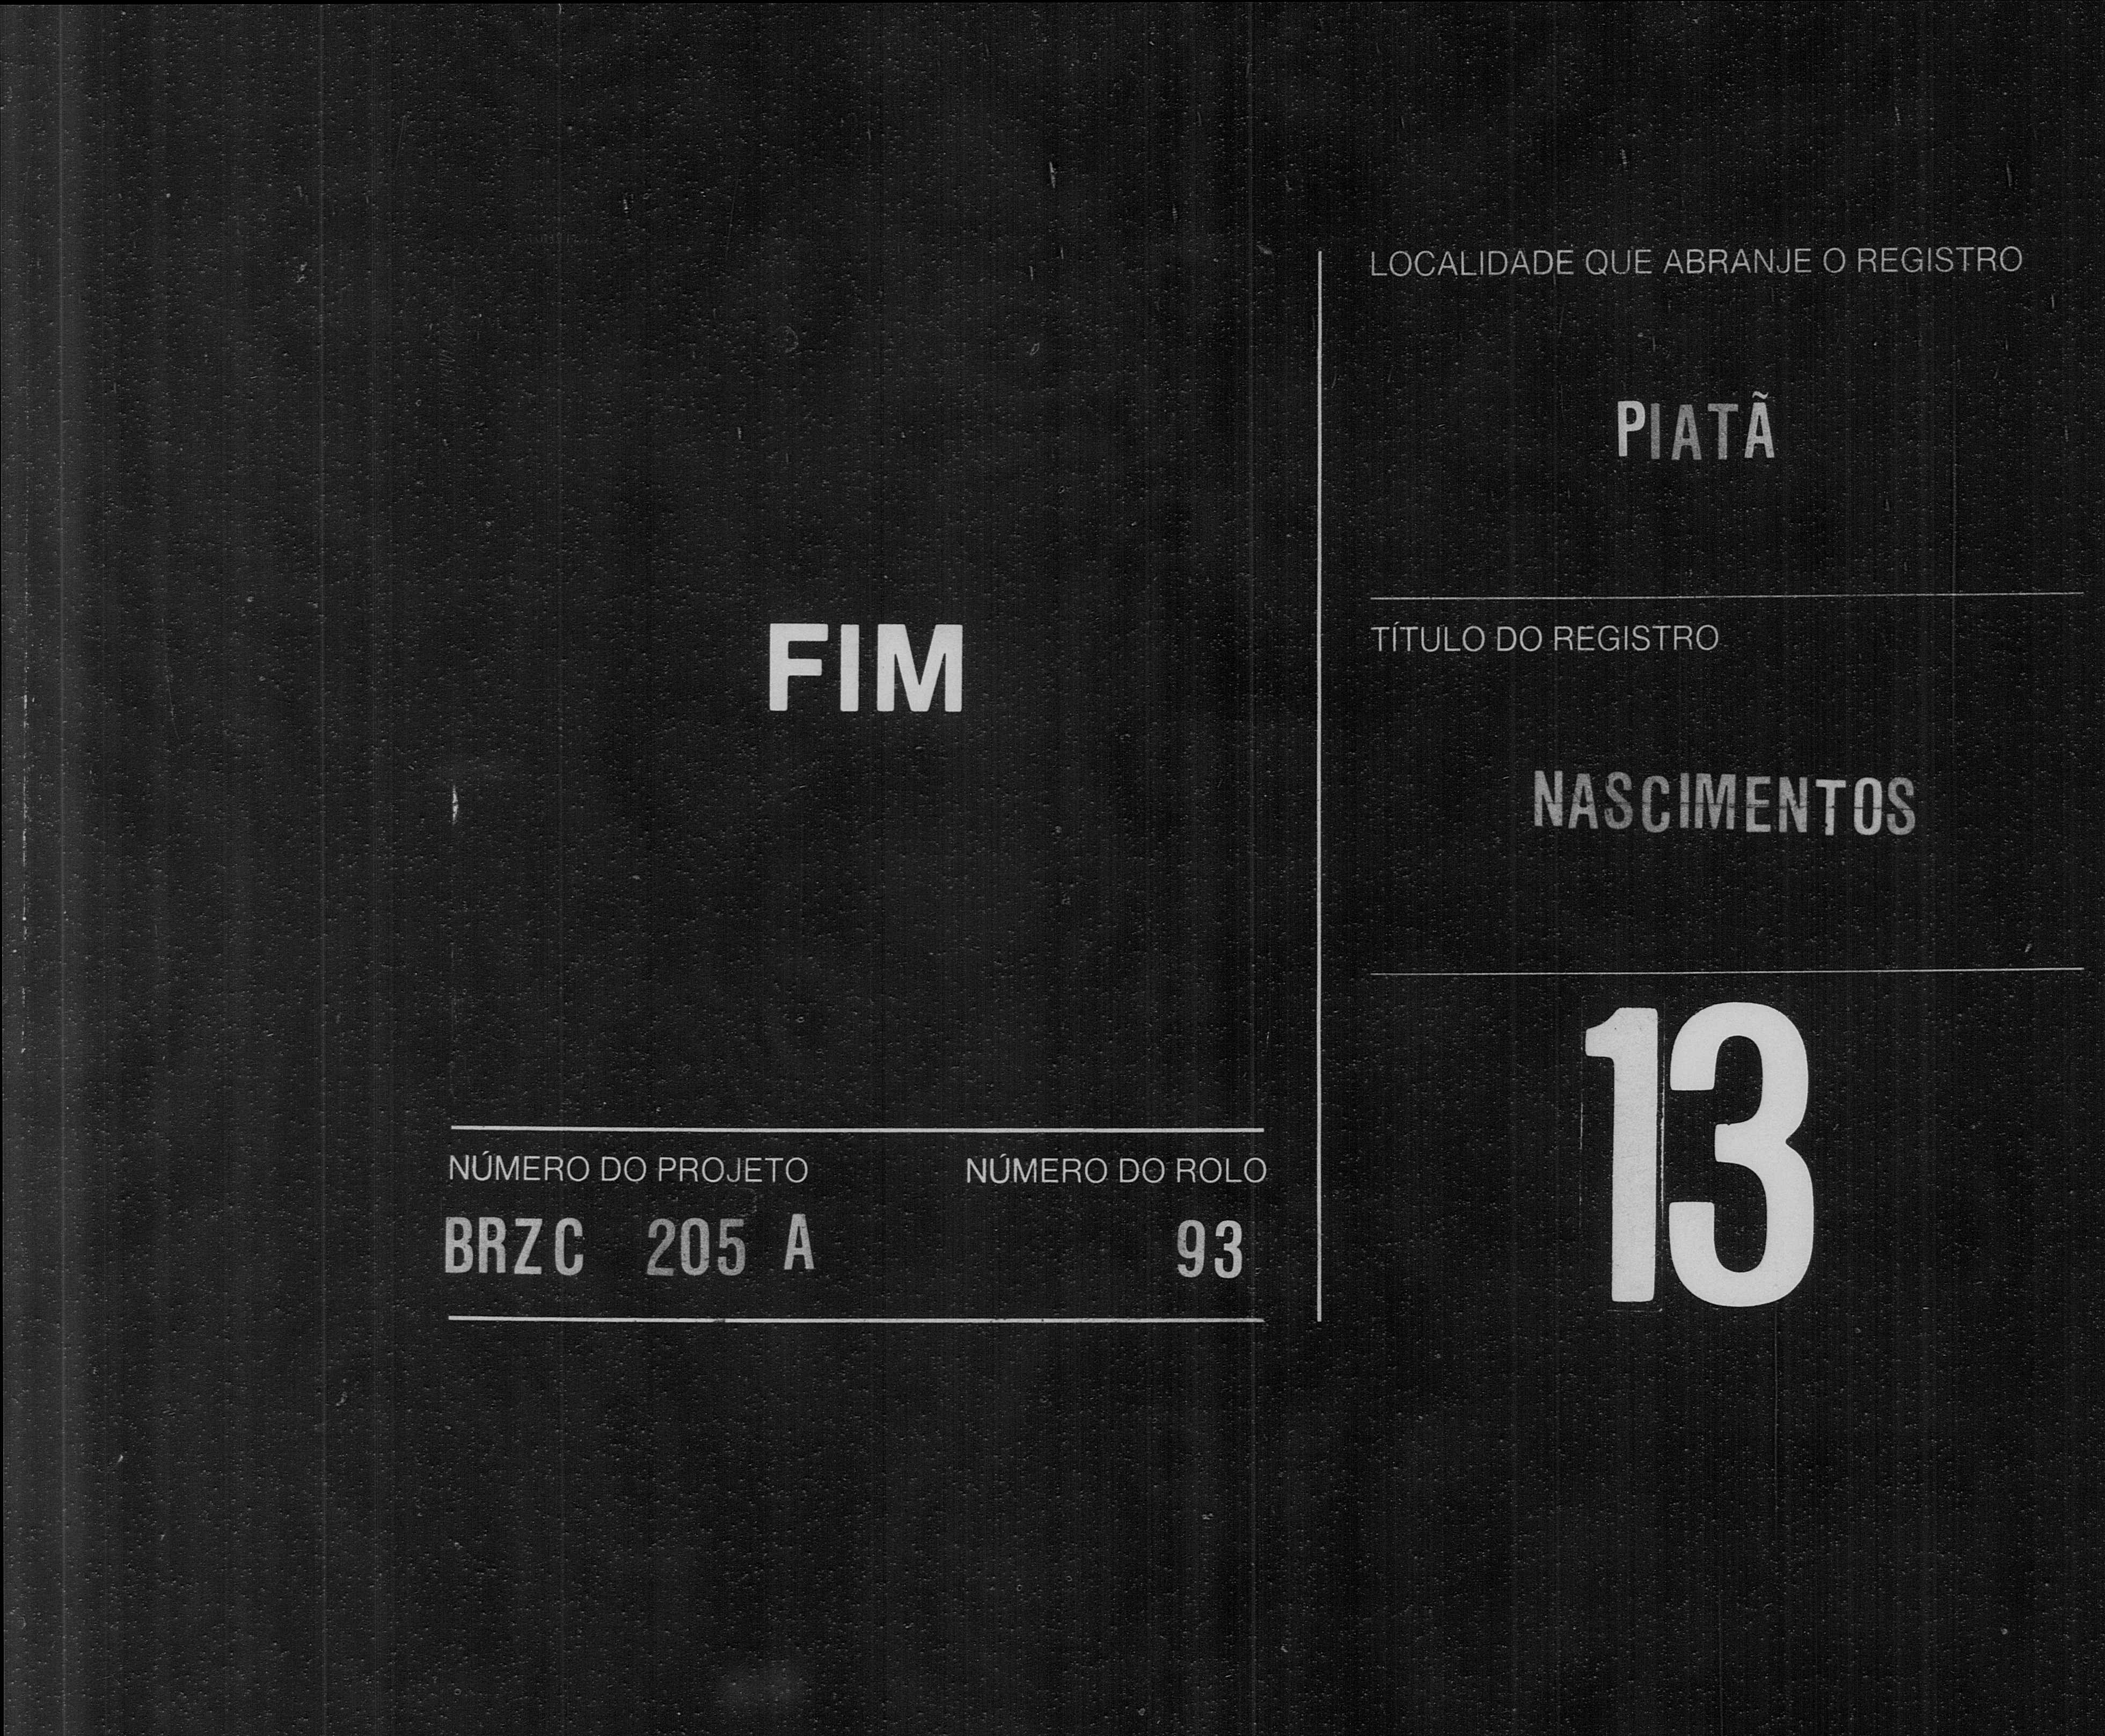 FIM
NÚMERO DO PROJETO
BRZC 205 A
NÚMERO DO ROLO
93
LOCALIDADE QUE ABRANJE O REGISTRO
PIATÃ
TÍTULO DO REGISTRO
NASCIMENTOS
13